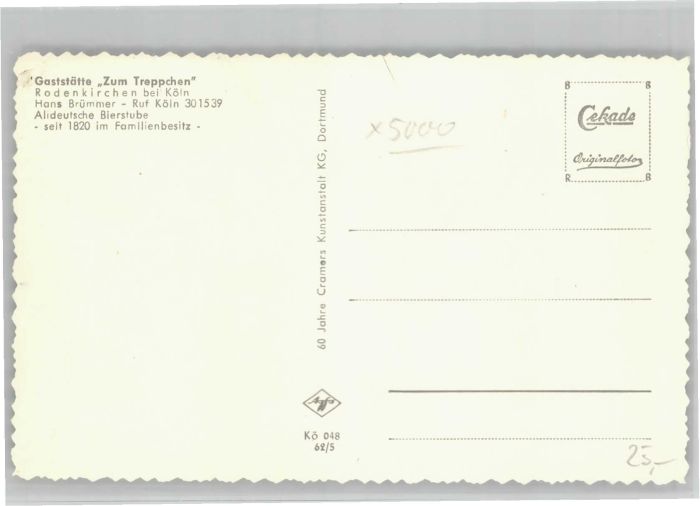 Gaststätte „Zum Treppchen"
Rodenkirchen bei Köln
Hans Brümmer - Ruf Köln 301539
Altdeutsche Bierstube
- seit 1820 im Familienbesitz -
60 Jahre Cramers Kunstanstalt KG, Dortmund
x5000
B B
Cekade
Originalfoto
R B
Agfa
Kö 048
62/5
25,-